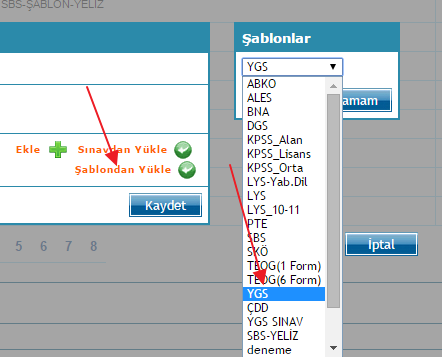 SBS-ŞABLON-YELİZ
Şablonlar
YGS
Tamam
Ekle Sınavdan Yükle
Şablondan Yükle
Kaydet
5 6 7 8
ABKO
ALES
BNA
DGS
KPSS_Alan
KPSS_Lisans
KPSS_Orta
LYS-Yab.Dil
LYS
LYS_10-11
PTE
SBS
SKÖ
TEOG(1 Form)
TEOG(6 Form)
YGS
ÇDD
YGS SINAV
SBS-YELİZ
deneme
İptal